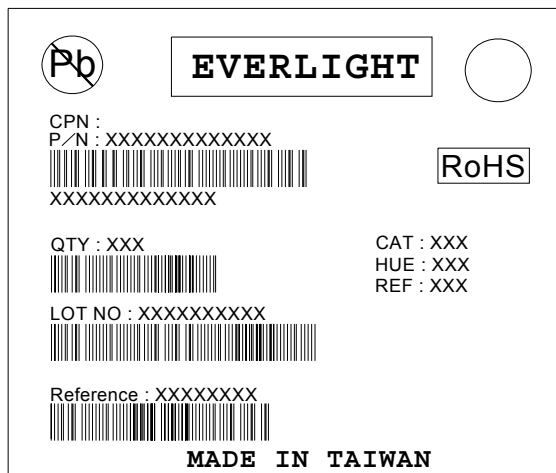 Pb
EVERLIGHT
CPN :
P/N : XXXXXXXXXXXXX
RoHS
XXXXXXXXXXXXX
QTY : XXX
CAT : XXX
HUE : XXX
REF : XXX
LOT NO : XXXXXXXXXX
Reference : XXXXXXXX
MADE IN TAIWAN